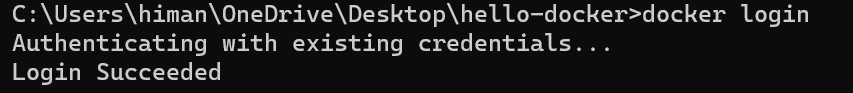 C:\Users\himan\OneDrive\Desktop\hello-docker>docker login
Authenticating with existing credentials...
Login Succeeded